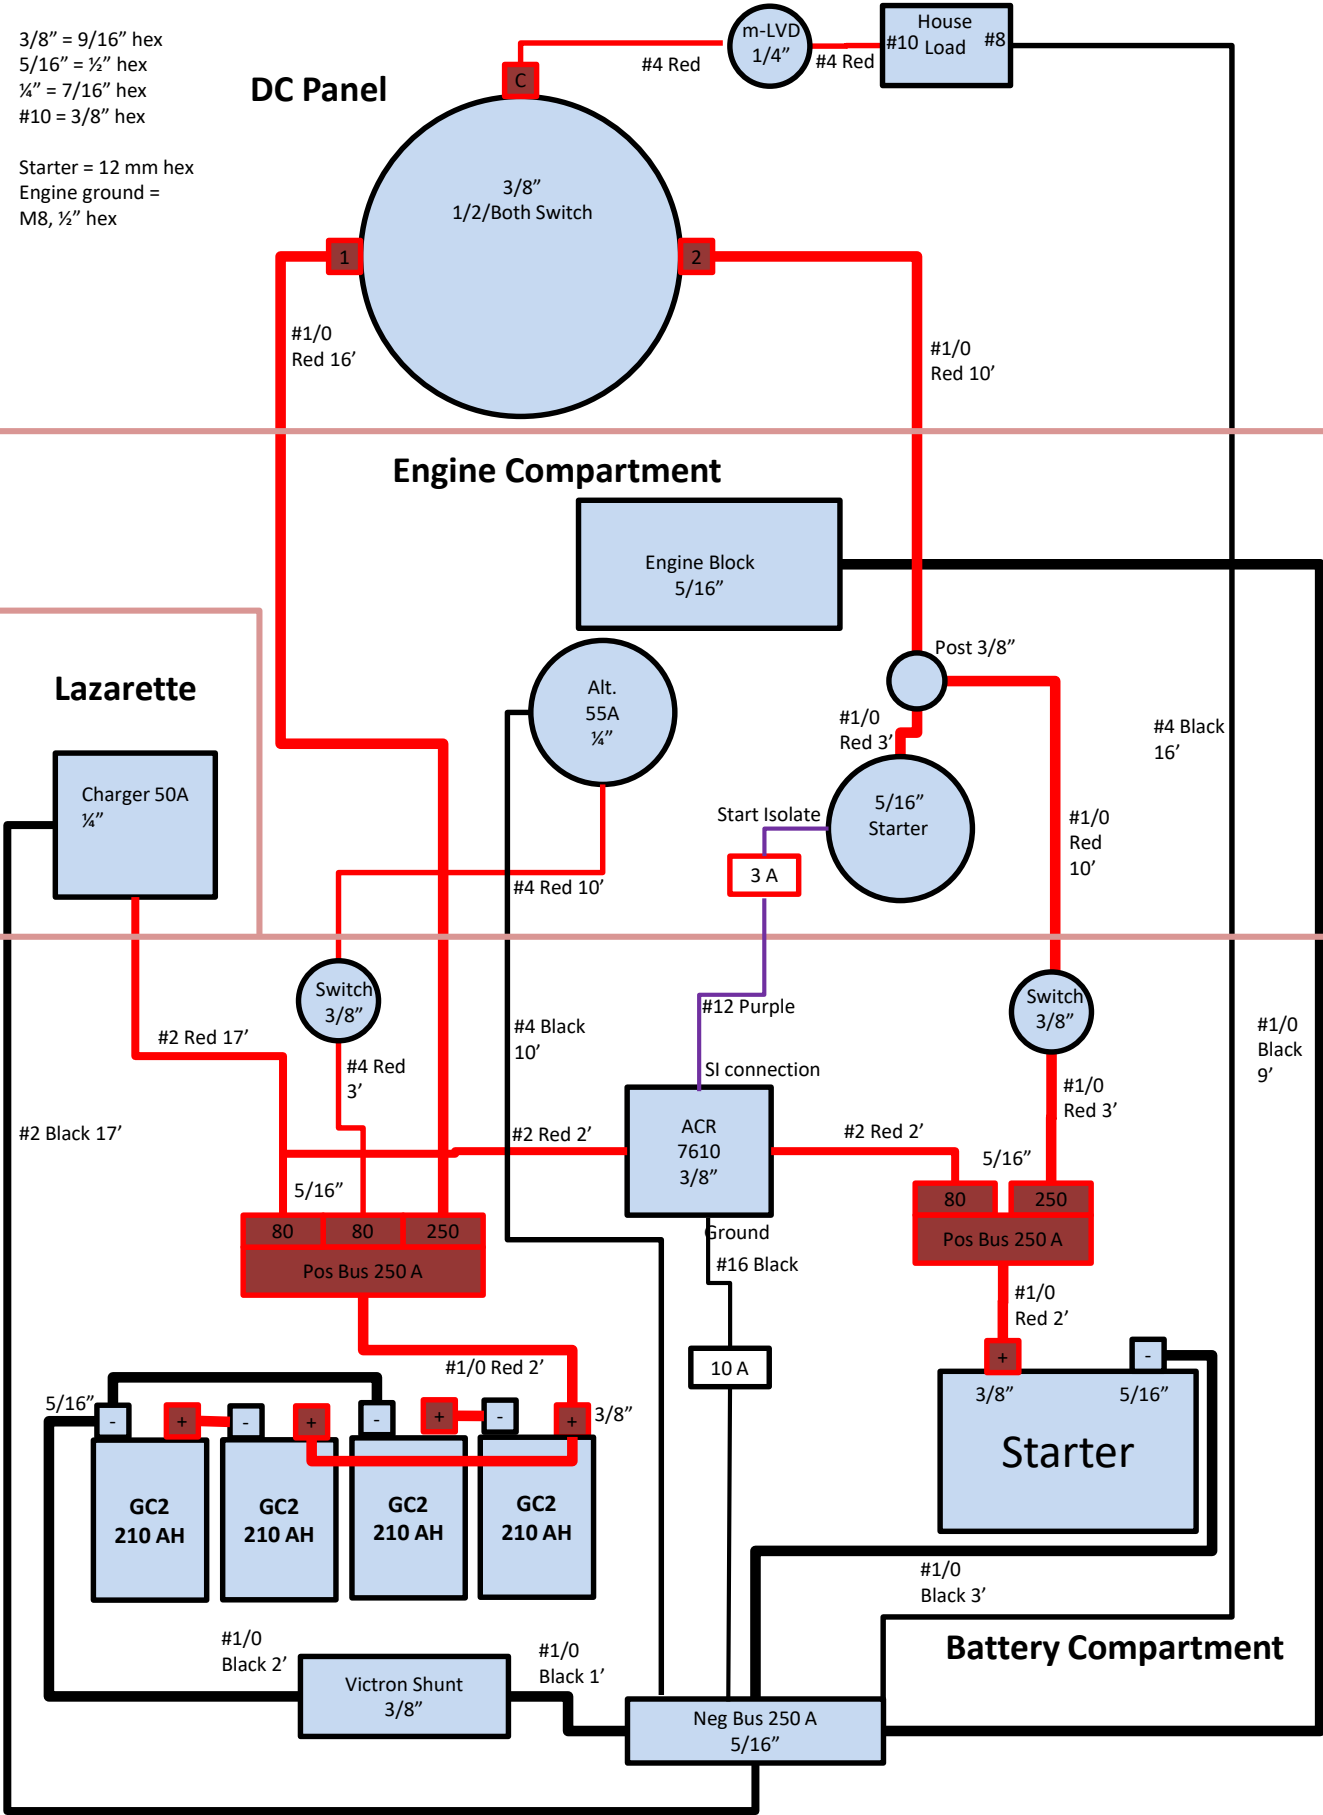 3/8” = 9/16” hex
5/16” = ½” hex
¼” = 7/16” hex
#10 = 3/8” hex
Starter = 12 mm hex
Engine ground =
M8, ½” hex
DC Panel
C
#4 Red
m-LVD
1/4”
#4 Red
#10
House
Load
#8
3/8”
1/2/Both Switch
1
2
#1/0
Red 16’
#1/0
Red 10’
Engine Compartment
Engine Block
5/16”
Post 3/8”
Lazarette
Alt.
55A
¼”
#1/0
Red 3’
#4 Black
16’
Charger 50A
¼”
Start Isolate
5/16”
Starter
#1/0
Red
10’
3 A
#4 Red 10’
Switch
3/8”
#12 Purple
Switch
3/8”
#2 Red 17’
#4 Black
10’
#1/0
Black
9’
#4 Red
3’
SI connection
#1/0
Red 3’
#2 Black 17’
#2 Red 2’
ACR
7610
3/8”
#2 Red 2’
5/16”
5/16”
80
80
250
Pos Bus 250 A
80
250
Pos Bus 250 A
Ground
#16 Black
#1/0
Red 2’
#1/0 Red 2’
10 A
+
-
3/8”
5/16”
Starter
5/16”
-
+
-
+
-
+
-
+
3/8”
GC2
210 AH
GC2
210 AH
GC2
210 AH
GC2
210 AH
#1/0
Black 3’
#1/0
Black 2’
#1/0
Black 1’
Battery Compartment
Victron Shunt
3/8”
Neg Bus 250 A
5/16”